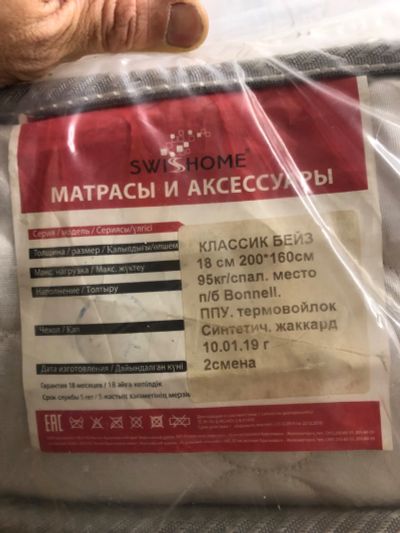 SWISSHOME®
МАТРАСЫ И АКСЕССУАРЫ
Серия / модель / Сериясы/үлгісі
КЛАССИК БЕЙЗ
Толщина / размер / Қалыңдығы/өлшем
18 см 200*160см
Макс. нагрузка / Макс. жүктеу
95кг/спал. место
Наполнение / Толтыру
п/б Bonnell.
ППУ. термовойлок
Чехол / Қап
Синтетич. жаккард
10.01.19 г
Дата изготовления / Дайындалған күні
2смена
Гарантия 18 месяцев / 18 айға кепілдік
Срок службы 5 лет / 5-жастық қызметінің мерзім
EAC